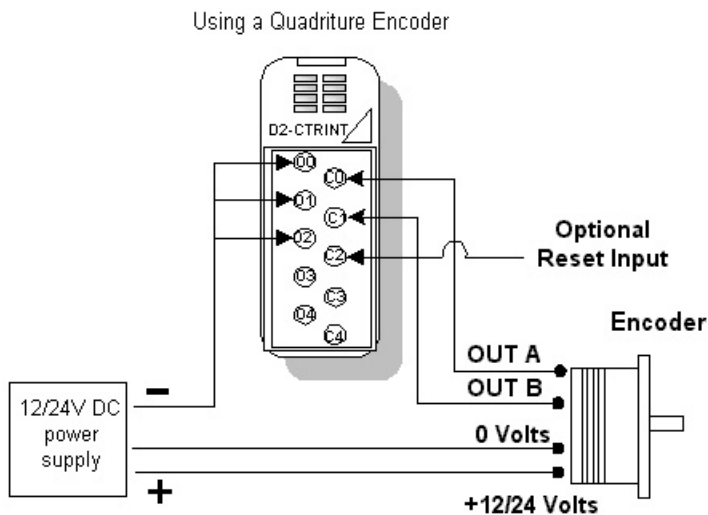 Using a Quadriture Encoder
D2-CTRINT
00
C0
01
C1
02
C2
03
C3
04
C4
Optional
Reset Input
Encoder
OUT A
OUT B
0 Volts
+12/24 Volts
12/24V DC
power
supply
−
+